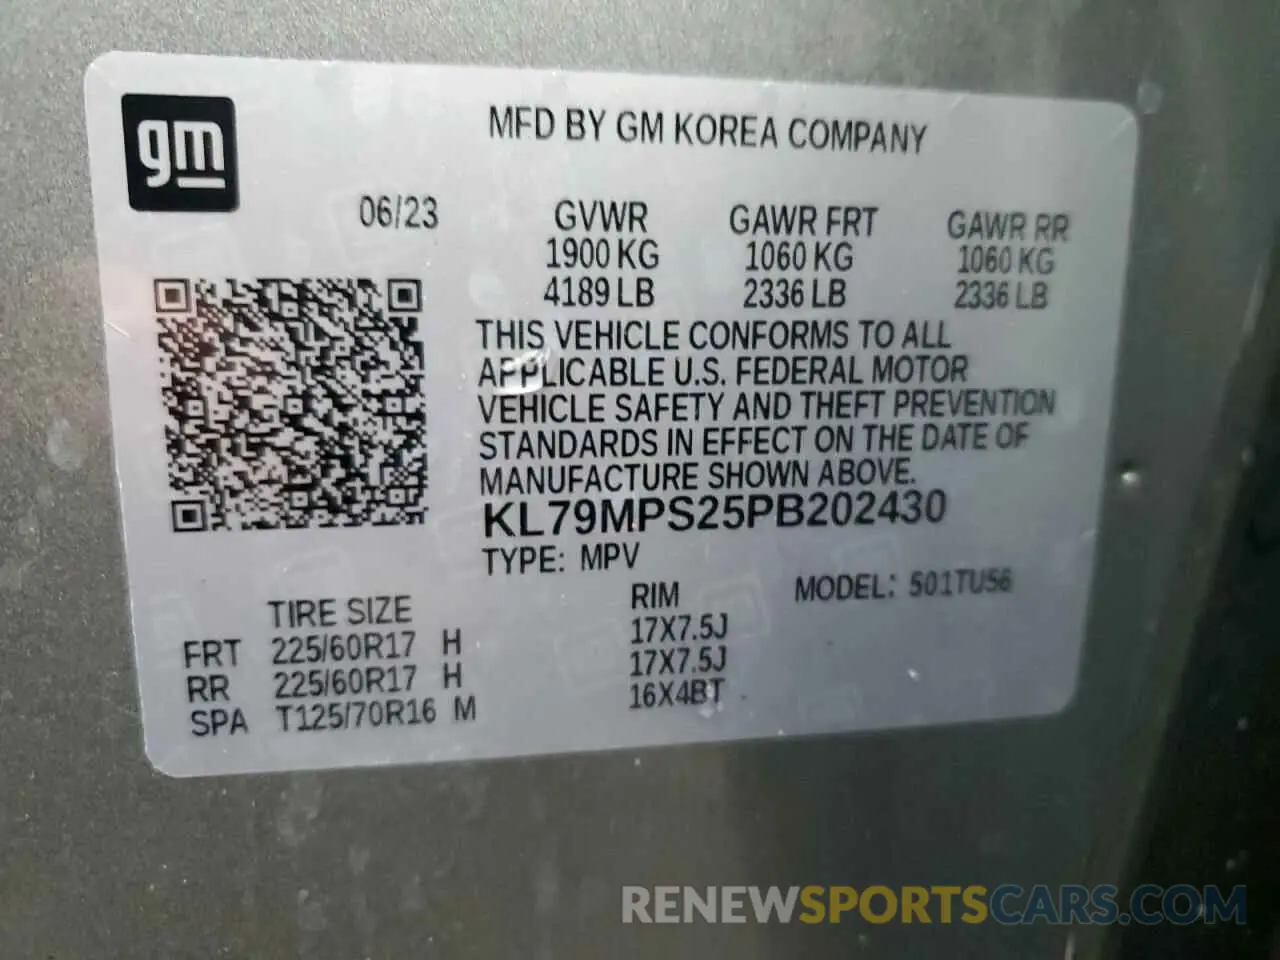 gm
MFD BY GM KOREA COMPANY
06/23 GVWR GAWR FRT GAWR RR
1900 KG 1060 KG 1060 KG
4189 LB 2336 LB 2336 LB
THIS VEHICLE CONFORMS TO ALL
APPLICABLE U.S. FEDERAL MOTOR
VEHICLE SAFETY AND THEFT PREVENTION
STANDARDS IN EFFECT ON THE DATE OF
MANUFACTURE SHOWN ABOVE.
KL79MPS25PB202430
TYPE: MPV MODEL: 501TU56
TIRE SIZE RIM
FRT 225/60R17 H 17X7.5J
RR 225/60R17 H 17X7.5J
SPA T125/70R16 M 16X4BT
RENEWSPORTSCARS.COM